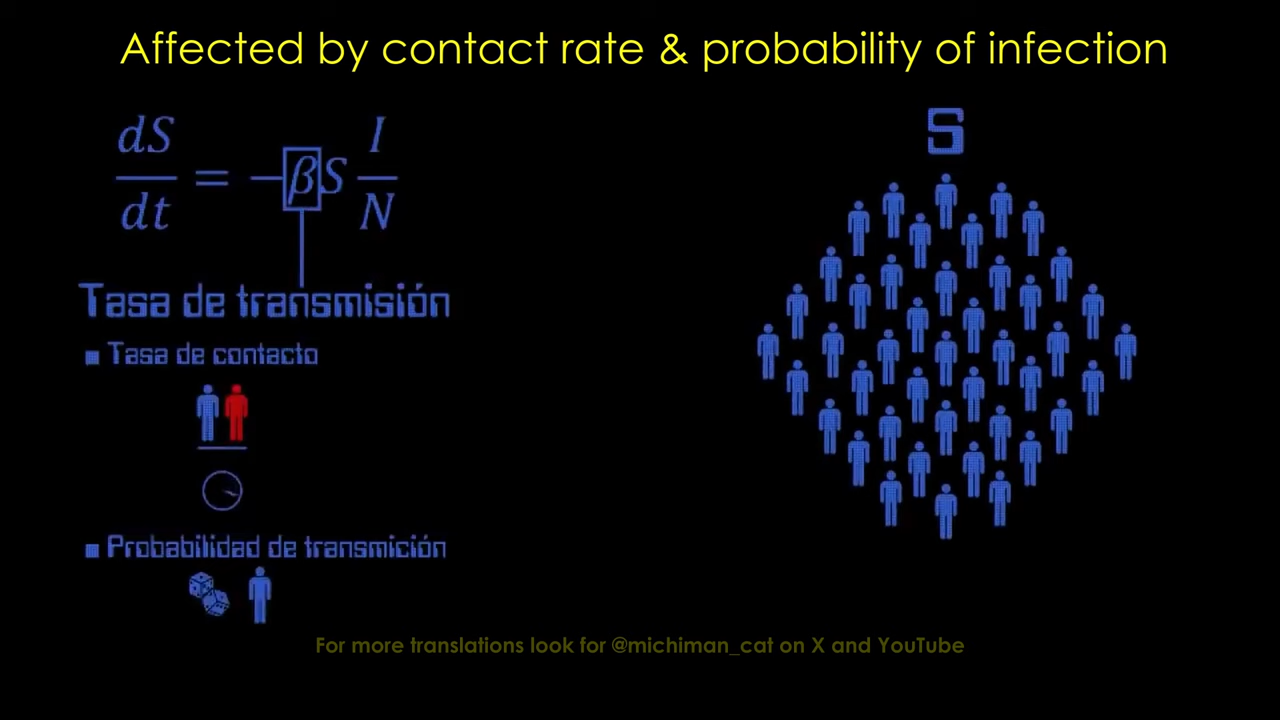 Affected by contact rate & probability of infection
dS/dt = −βS I/N
S
Tasa de transmisión
Tasa de contacto
Probabilidad de transmición
For more translations look for @michiman_cat on X and YouTube